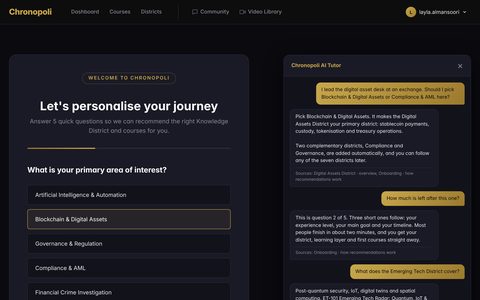 Chronopoli
Dashboard
Courses
Districts
Community
Video Library
L
layla.almansoori
WELCOME TO CHRONOPOLI
Let's personalise your journey
Answer 5 quick questions so we can recommend the right Knowledge
District and courses for you.
What is your primary area of interest?
Artificial Intelligence & Automation
Blockchain & Digital Assets
Governance & Regulation
Compliance & AML
Financial Crime Investigation
Chronopoli AI Tutor
I lead the digital asset desk at an exchange. Should I pick
Blockchain & Digital Assets or Compliance & AML here?
Pick Blockchain & Digital Assets. It makes the Digital
Assets District your primary district: stablecoin payments,
custody, tokenisation and treasury operations.
Two complementary districts, Compliance and
Governance, are added automatically, and you can follow
any of the seven districts later.
Sources: Digital Assets District - overview, Onboarding - how
recommendations work
How much is left after this one?
This is question 2 of 5. Three short ones follow: your
experience level, your main goal and your timeline. Most
people finish in about two minutes, and you get your
district, learning layer and first courses straight away.
Sources: Onboarding · how recommendations work
What does the Emerging Tech District cover?
Post-quantum security, IoT, digital twins and spatial
computing. ET-101 Emerging Tech Radar: Quantum, IoT &